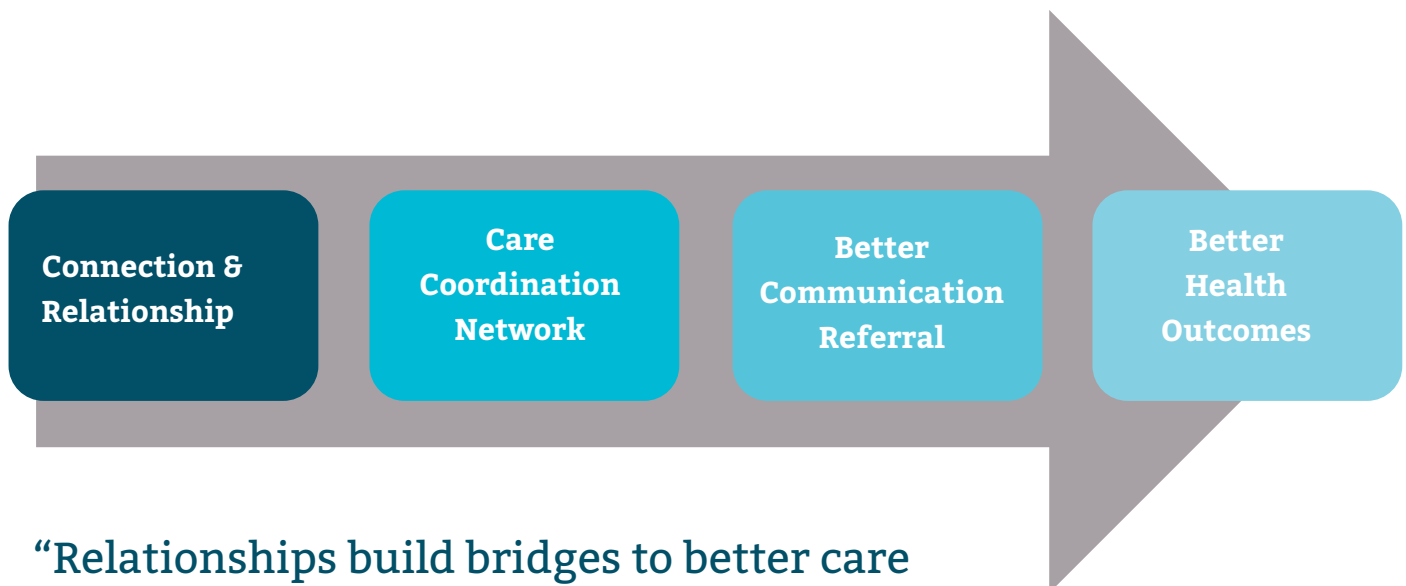 Connection &
Relationship
Care
Coordination
Network
Better
Communication
Referral
Better
Health
Outcomes
“Relationships build bridges to better care